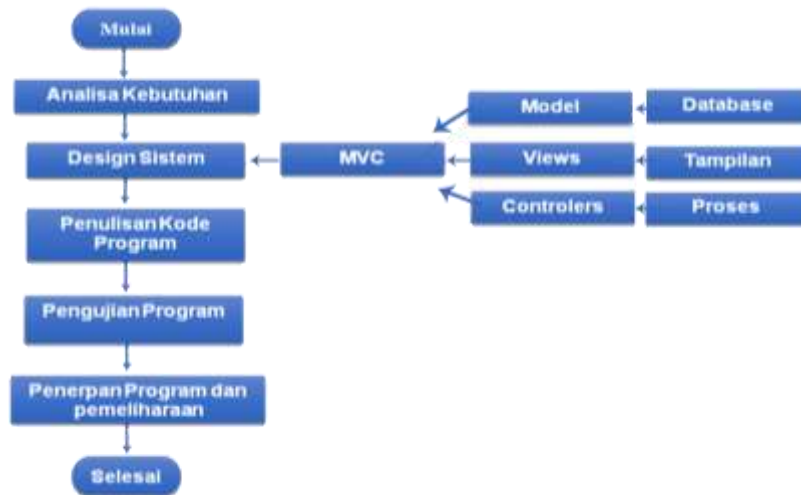 Mulai
Analisa Kebutuhan
Model
Database
Design Sistem
MVC
Views
Tampilan
Controlers
Proses
Penulisan Kode
Program
Pengujian Program
Penerpan Program dan
pemeliharaan
Selesai